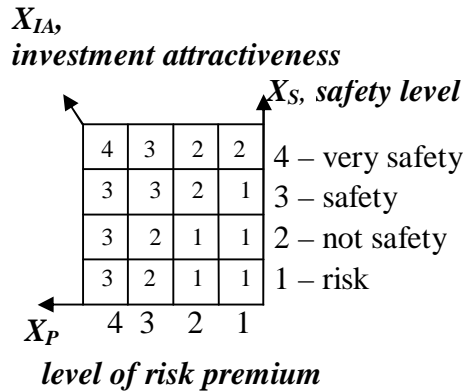 X_IA,
investment attractiveness
X_S, safety level
4 3 2 2 4 – very safety
3 3 2 1 3 – safety
3 2 1 1 2 – not safety
3 2 1 1 1 – risk
X_P 4 3 2 1
level of risk premium